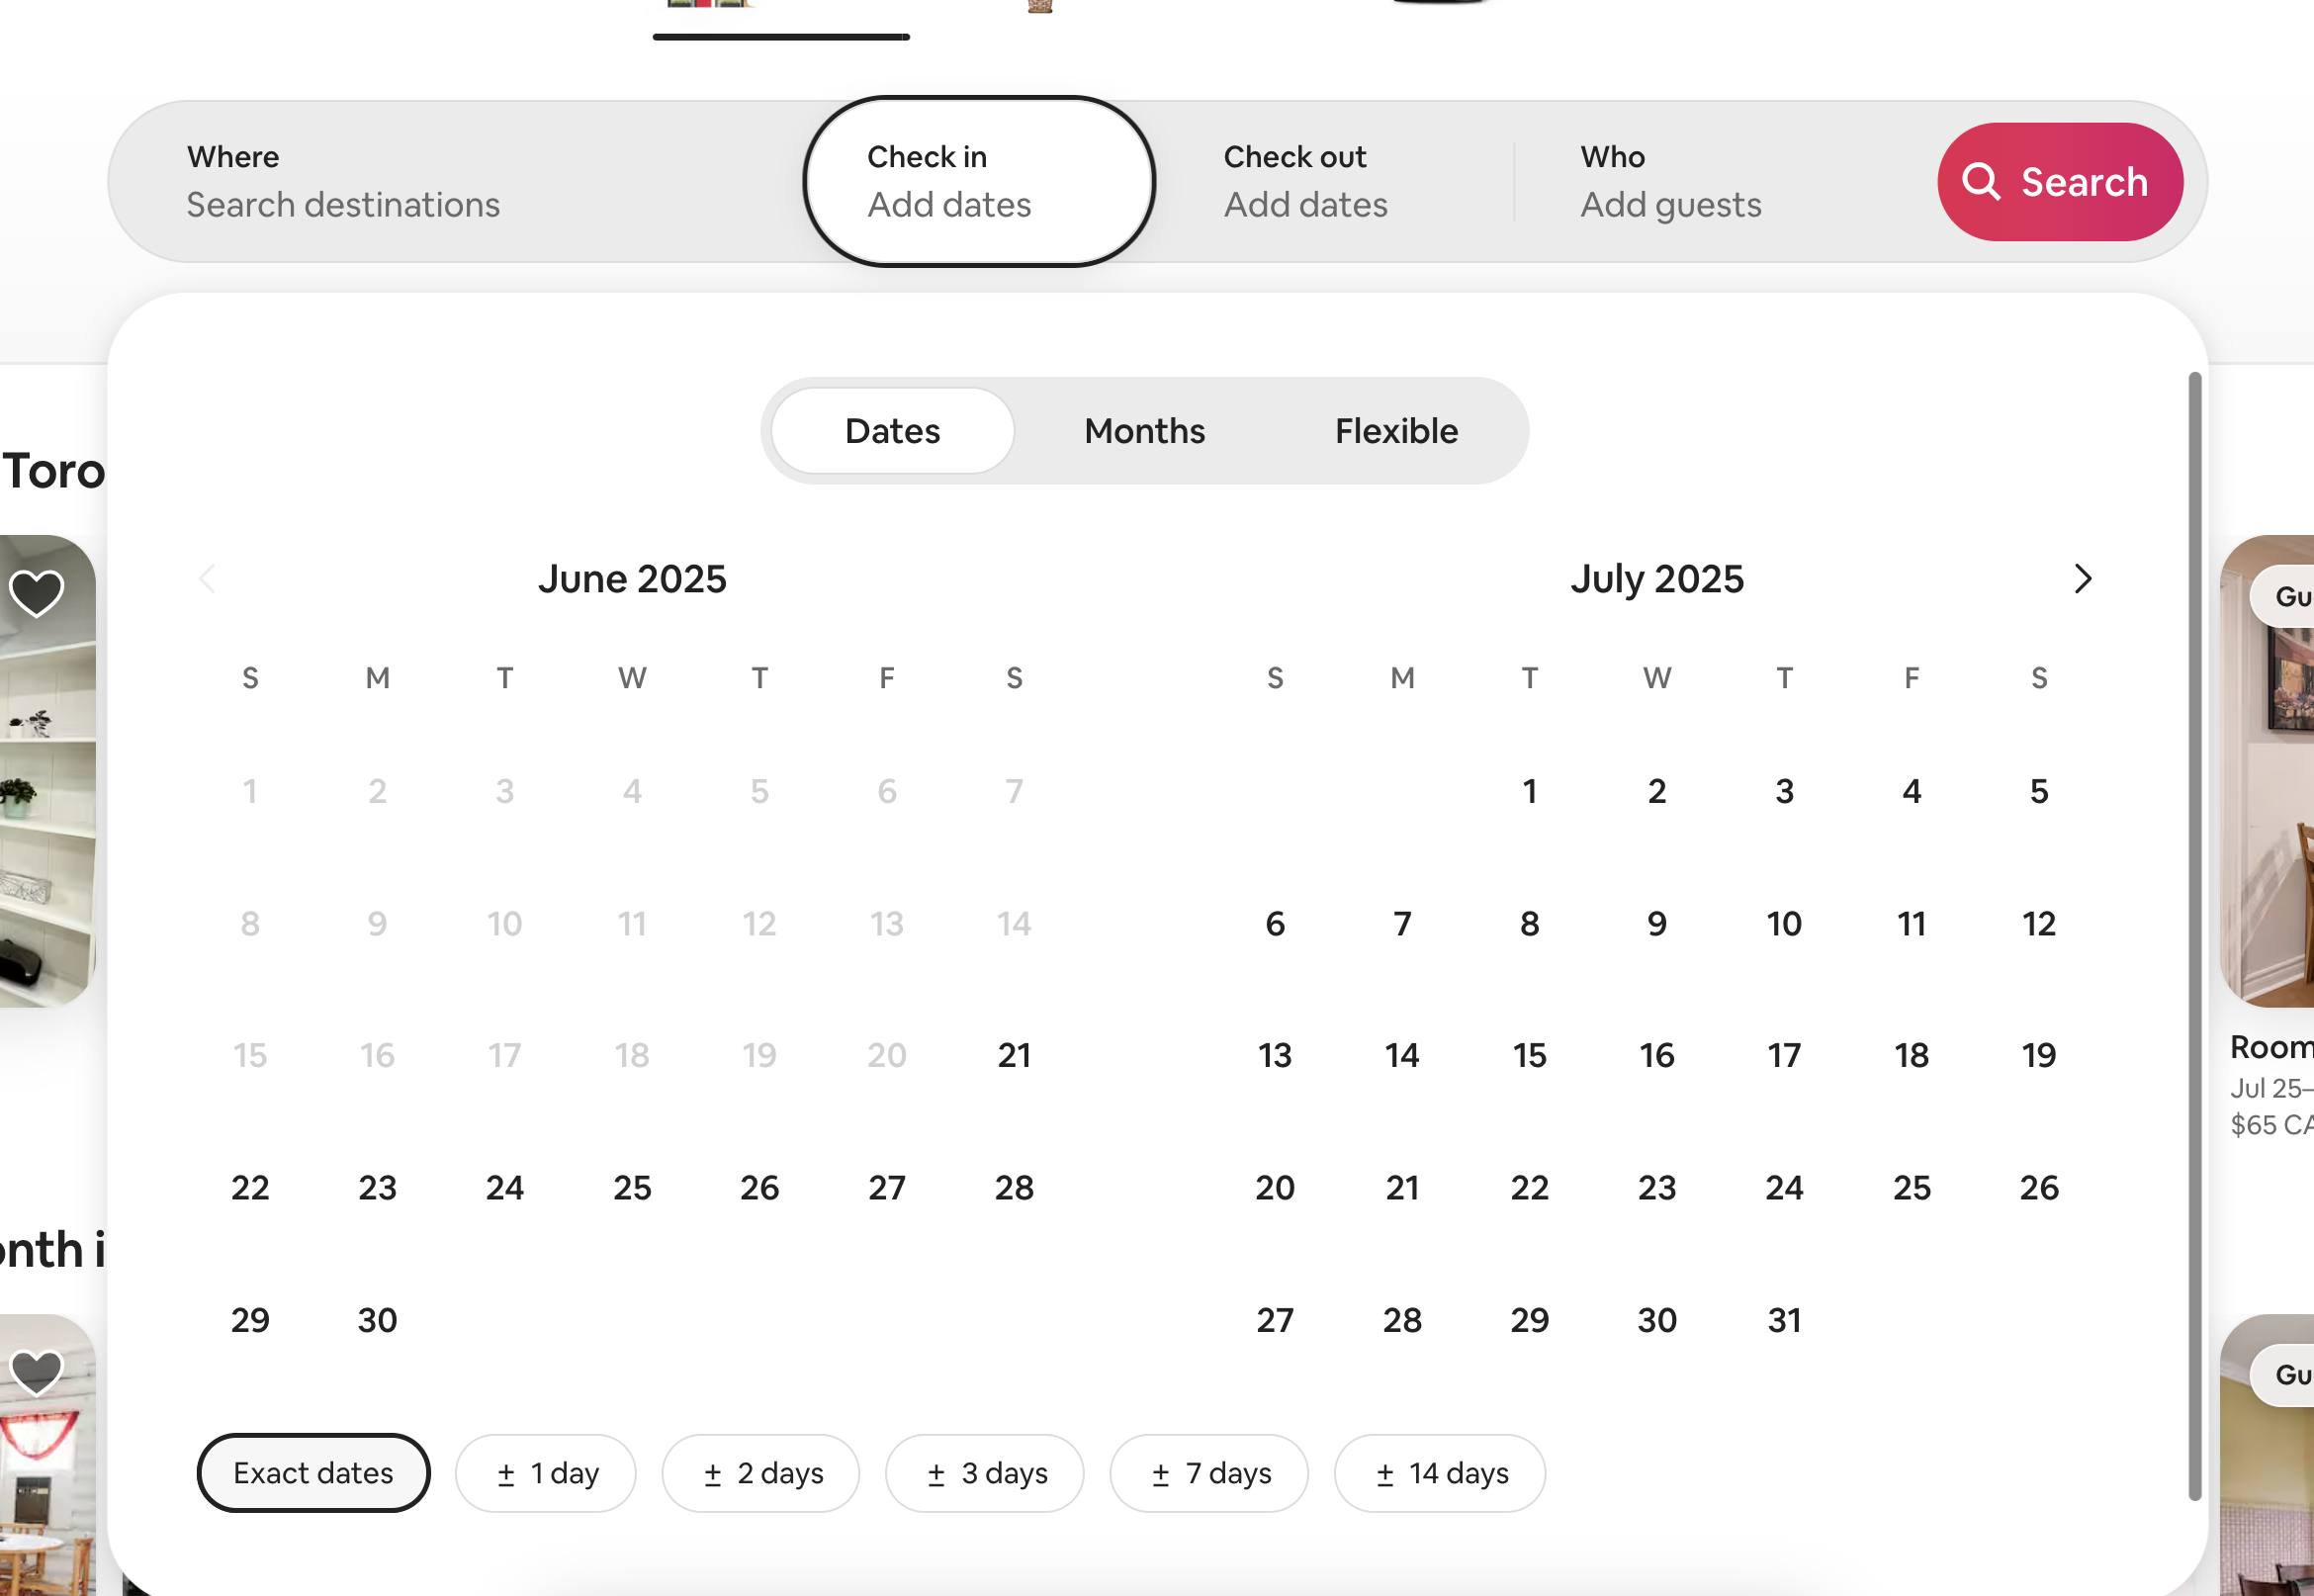 Where
Search destinations
Check in
Add dates
Check out
Add dates
Who
Add guests
Search
Dates Months Flexible
June 2025
S M T W T F S
1 2 3 4 5 6 7
8 9 10 11 12 13 14
15 16 17 18 19 20 21
22 23 24 25 26 27 28
29 30
July 2025
S M T W T F S
1 2 3 4 5
6 7 8 9 10 11 12
13 14 15 16 17 18 19
20 21 22 23 24 25 26
27 28 29 30 31
Exact dates ± 1 day ± 2 days ± 3 days ± 7 days ± 14 days
Toro
onth i
Gu
Room
Jul 25–
$65 CA
Gu